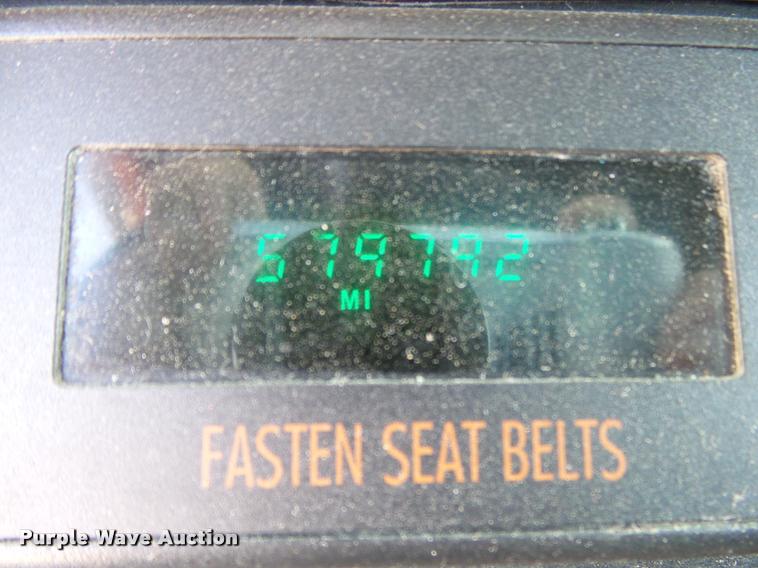 579792
MI
FASTEN SEAT BELTS
Purple Wave Auction